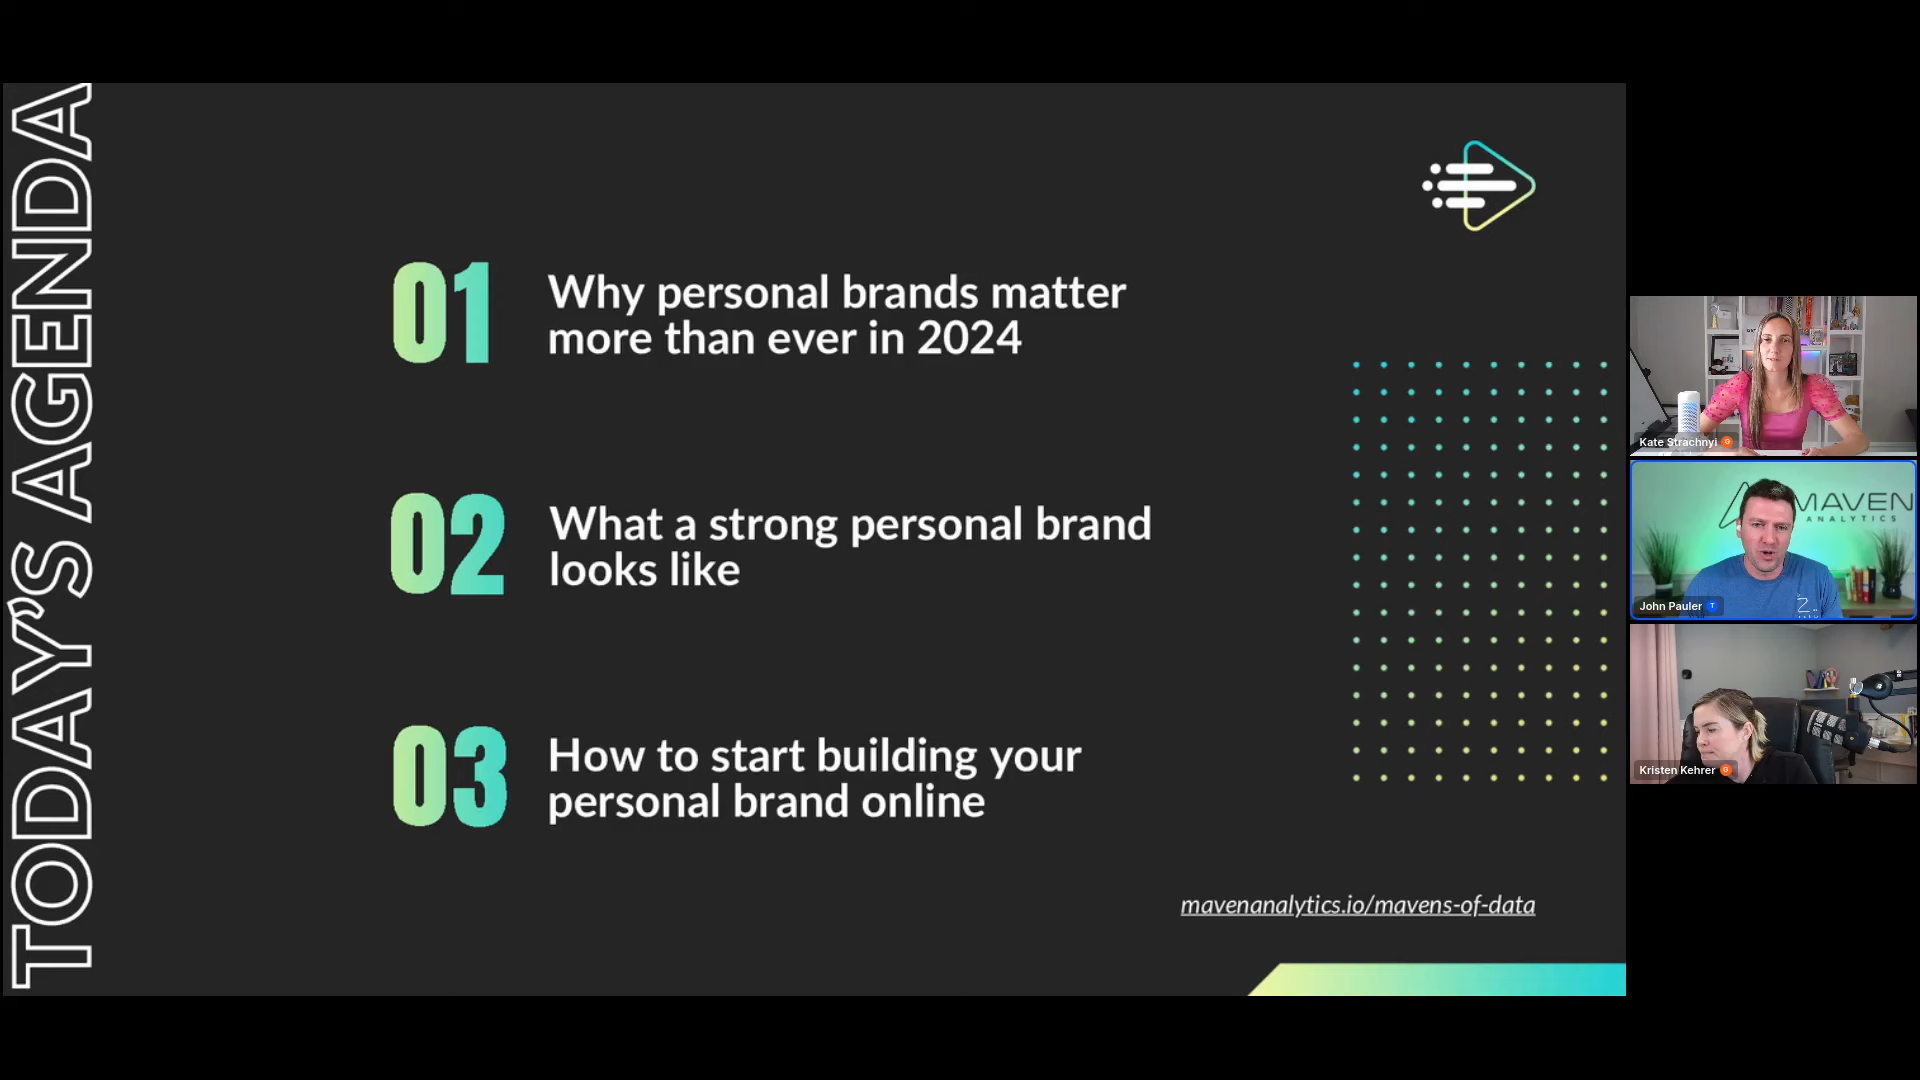 TODAY'S AGENDA
01
Why personal brands matter
more than ever in 2024
02
What a strong personal brand
looks like
03
How to start building your
personal brand online
mavenanalytics.io/mavens-of-data
Kate Strachnyi G
MAVEN
ANALYTICS
John Pauler T
Kristen Kehrer G